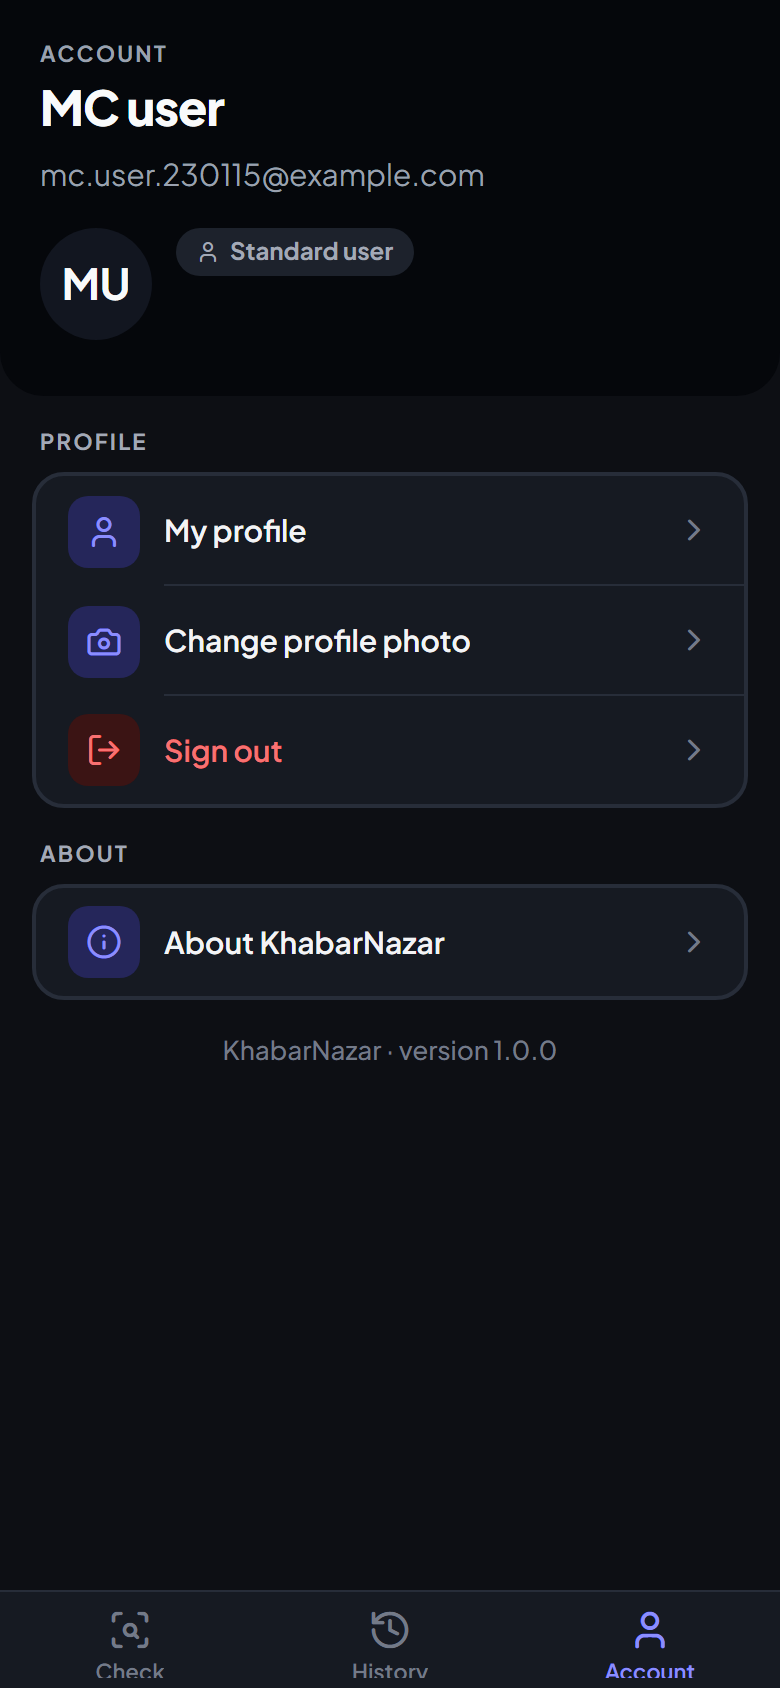 ACCOUNT
MC user
mc.user.230115@example.com
MU
Standard user
PROFILE
My profile
Change profile photo
Sign out
ABOUT
About KhabarNazar
KhabarNazar · version 1.0.0
Check
History
Account